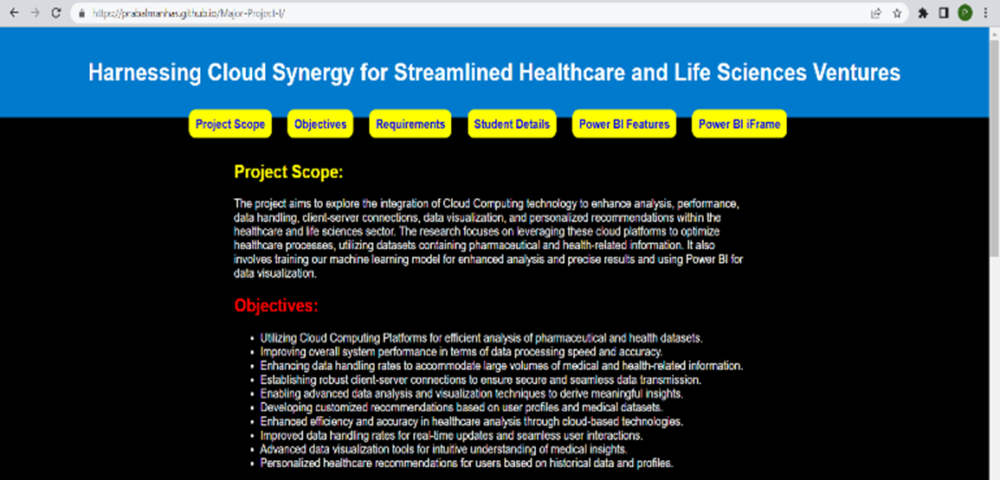 https://prabalmanhas.github.io/Major-Project-I/
P
Harnessing Cloud Synergy for Streamlined Healthcare and Life Sciences Ventures
Project Scope Objectives Requirements Student Details Power BI Features Power BI iFrame
Project Scope:
The project aims to explore the integration of Cloud Computing technology to enhance analysis, performance,
data handling, client-server connections, data visualization, and personalized recommendations within the
healthcare and life sciences sector. The research focuses on leveraging these cloud platforms to optimize
healthcare processes, utilizing datasets containing pharmaceutical and health-related information. It also
involves training our machine learning model for enhanced analysis and precise results and using Power BI for
data visualization.
Objectives:
• Utilizing Cloud Computing Platforms for efficient analysis of pharmaceutical and health datasets.
• Improving overall system performance in terms of data processing speed and accuracy.
• Enhancing data handling rates to accommodate large volumes of medical and health-related information.
• Establishing robust client-server connections to ensure secure and seamless data transmission.
• Enabling advanced data analysis and visualization techniques to derive meaningful insights.
• Developing customized recommendations based on user profiles and medical datasets.
• Enhanced efficiency and accuracy in healthcare analysis through cloud-based technologies.
• Improved data handling rates for real-time updates and seamless user interactions.
• Advanced data visualization tools for intuitive understanding of medical insights.
• Personalized healthcare recommendations for users based on historical data and profiles.